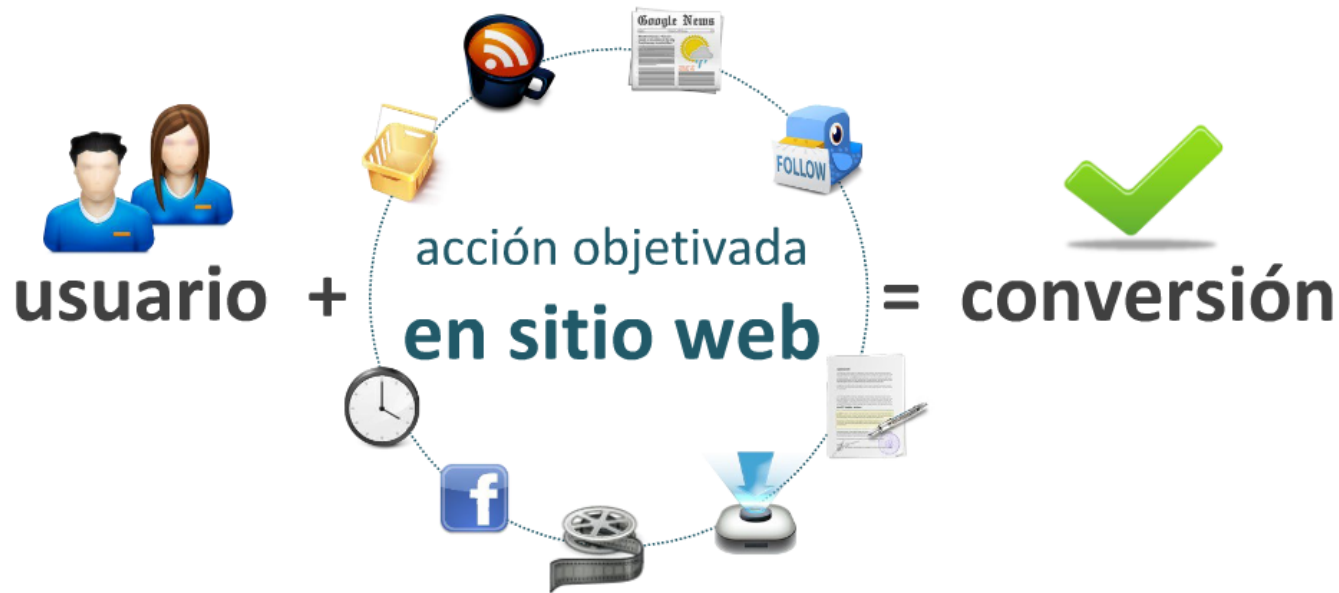 Google News
FOLLOW
acción objetivada
usuario + en sitio web = conversión
f